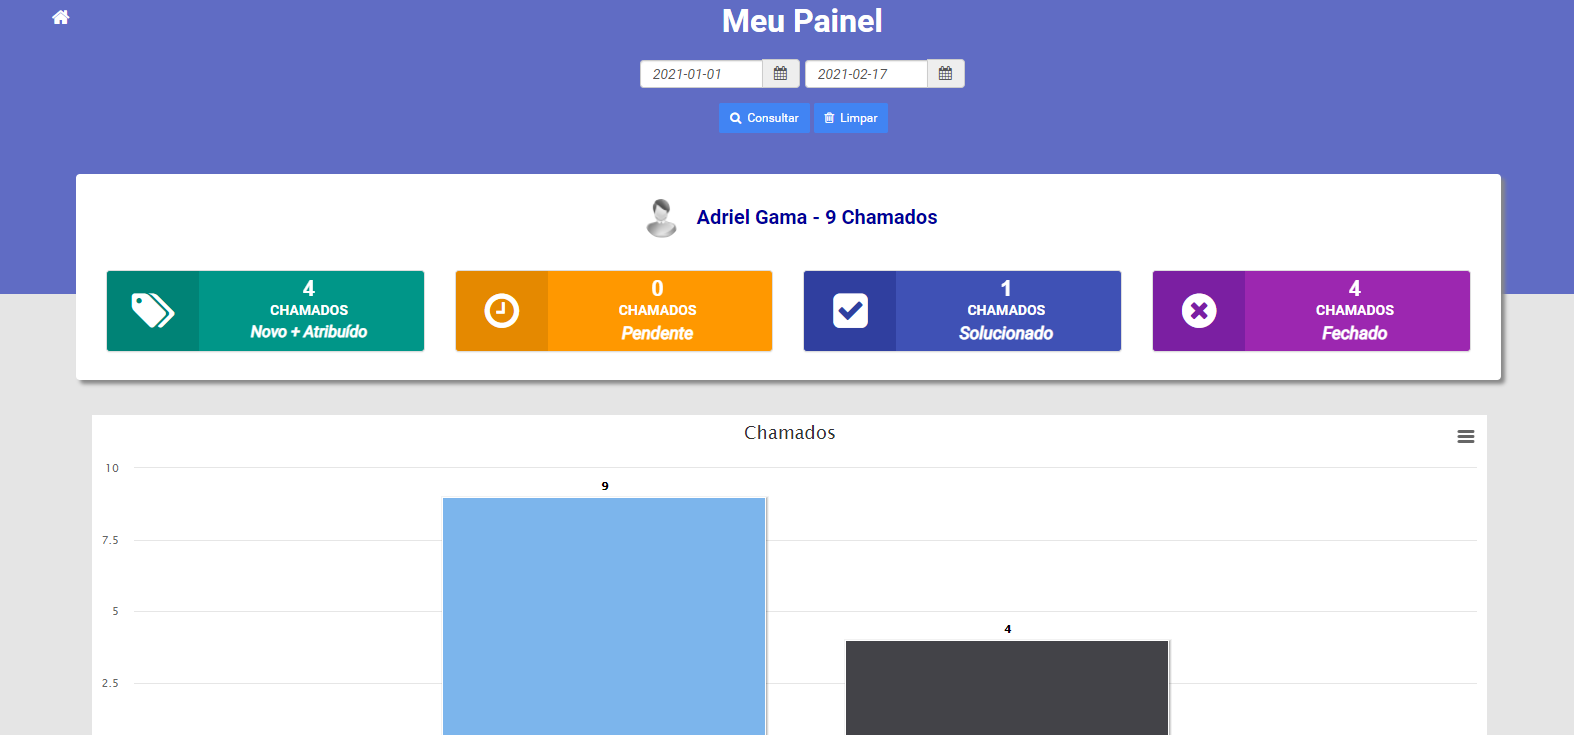 Meu Painel
2021-01-01
2021-02-17
Consultar
Limpar
Adriel Gama - 9 Chamados
4
CHAMADOS
Novo + Atribuído
0
CHAMADOS
Pendente
1
CHAMADOS
Solucionado
4
CHAMADOS
Fechado
Chamados
10
7.5
5
2.5
9
4